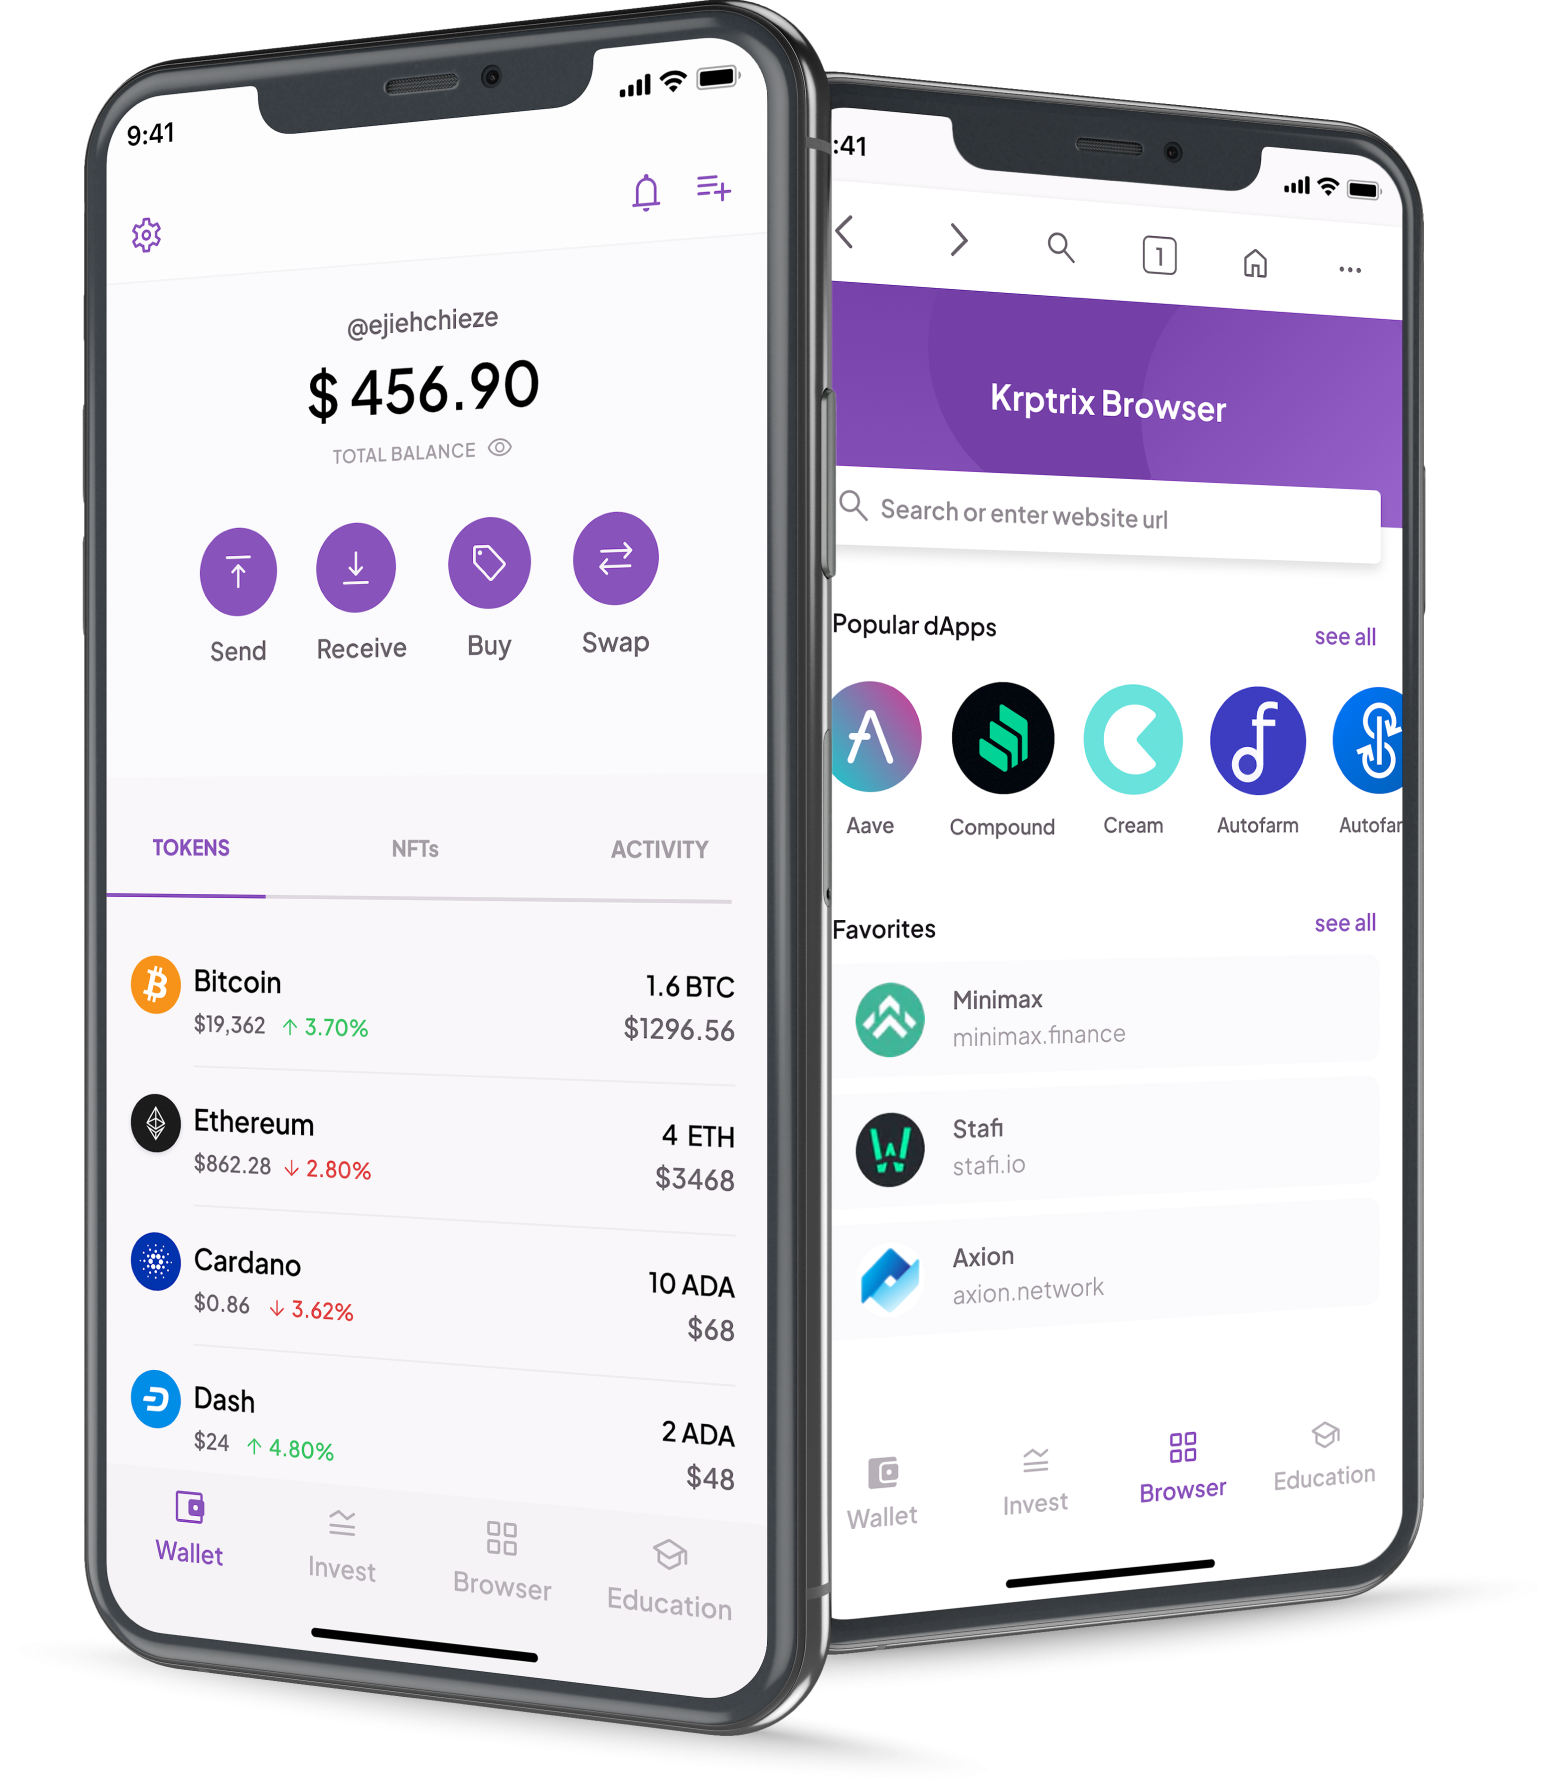 9:41
@ejiehchieze
$ 456.90
TOTAL BALANCE
Send
Receive
Buy
Swap
TOKENS
NFTs
ACTIVITY
Bitcoin
1.6 BTC
$19,362 ↑ 3.70%
$1296.56
Ethereum
4 ETH
$862.28 ↓ 2.80%
$3468
Cardano
10 ADA
$0.86 ↓ 3.62%
$68
Dash
2 ADA
$24 ↑ 4.80%
$48
Wallet
Invest
Browser
Education
:41
1
Krptrix Browser
Search or enter website url
Popular dApps
see all
Aave
Compound
Cream
Autofarm
Autofar
Favorites
see all
Minimax
minimax.finance
Stafi
stafi.io
Axion
axion.network
Wallet
Invest
Browser
Education